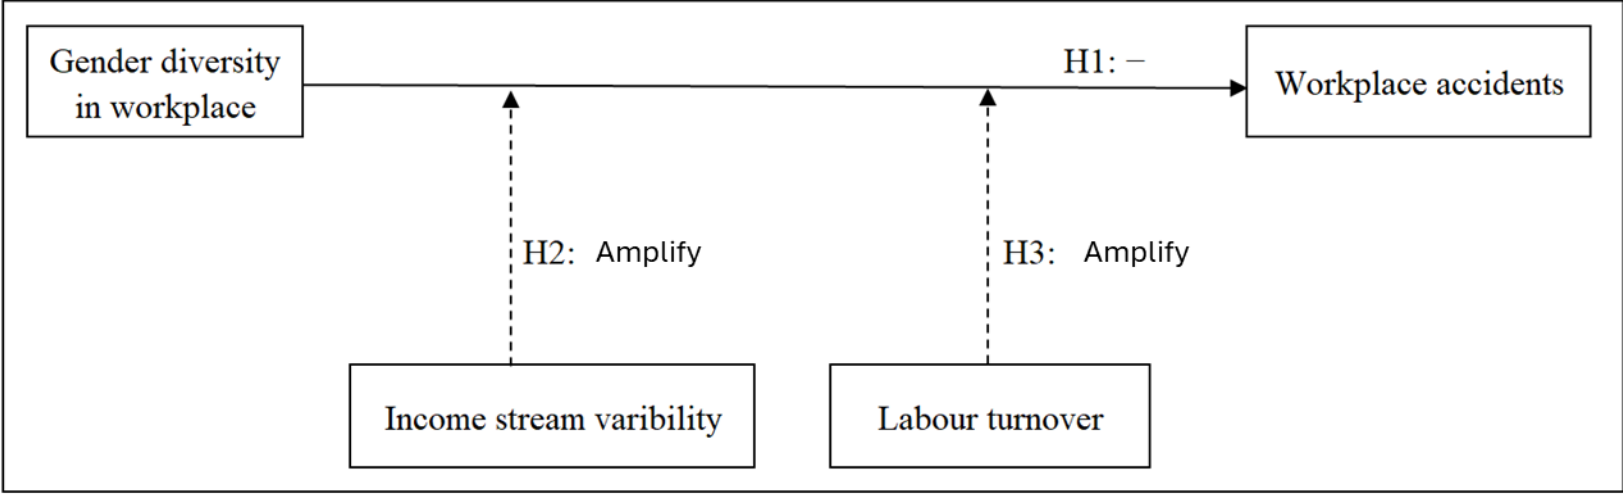 Gender diversity
in workplace
H1: −
Workplace accidents
H2: Amplify
H3: Amplify
Income stream varibility
Labour turnover